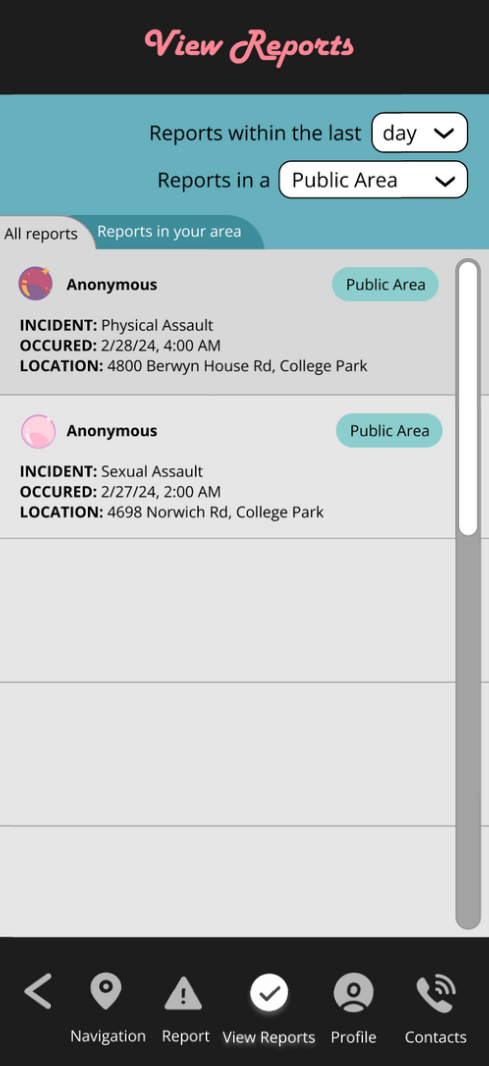 View Reports
Reports within the last day
Reports in a Public Area
All reports Reports in your area
Anonymous Public Area
INCIDENT: Physical Assault
OCCURED: 2/28/24, 4:00 AM
LOCATION: 4800 Berwyn House Rd, College Park
Anonymous Public Area
INCIDENT: Sexual Assault
OCCURED: 2/27/24, 2:00 AM
LOCATION: 4698 Norwich Rd, College Park
Navigation Report View Reports Profile Contacts